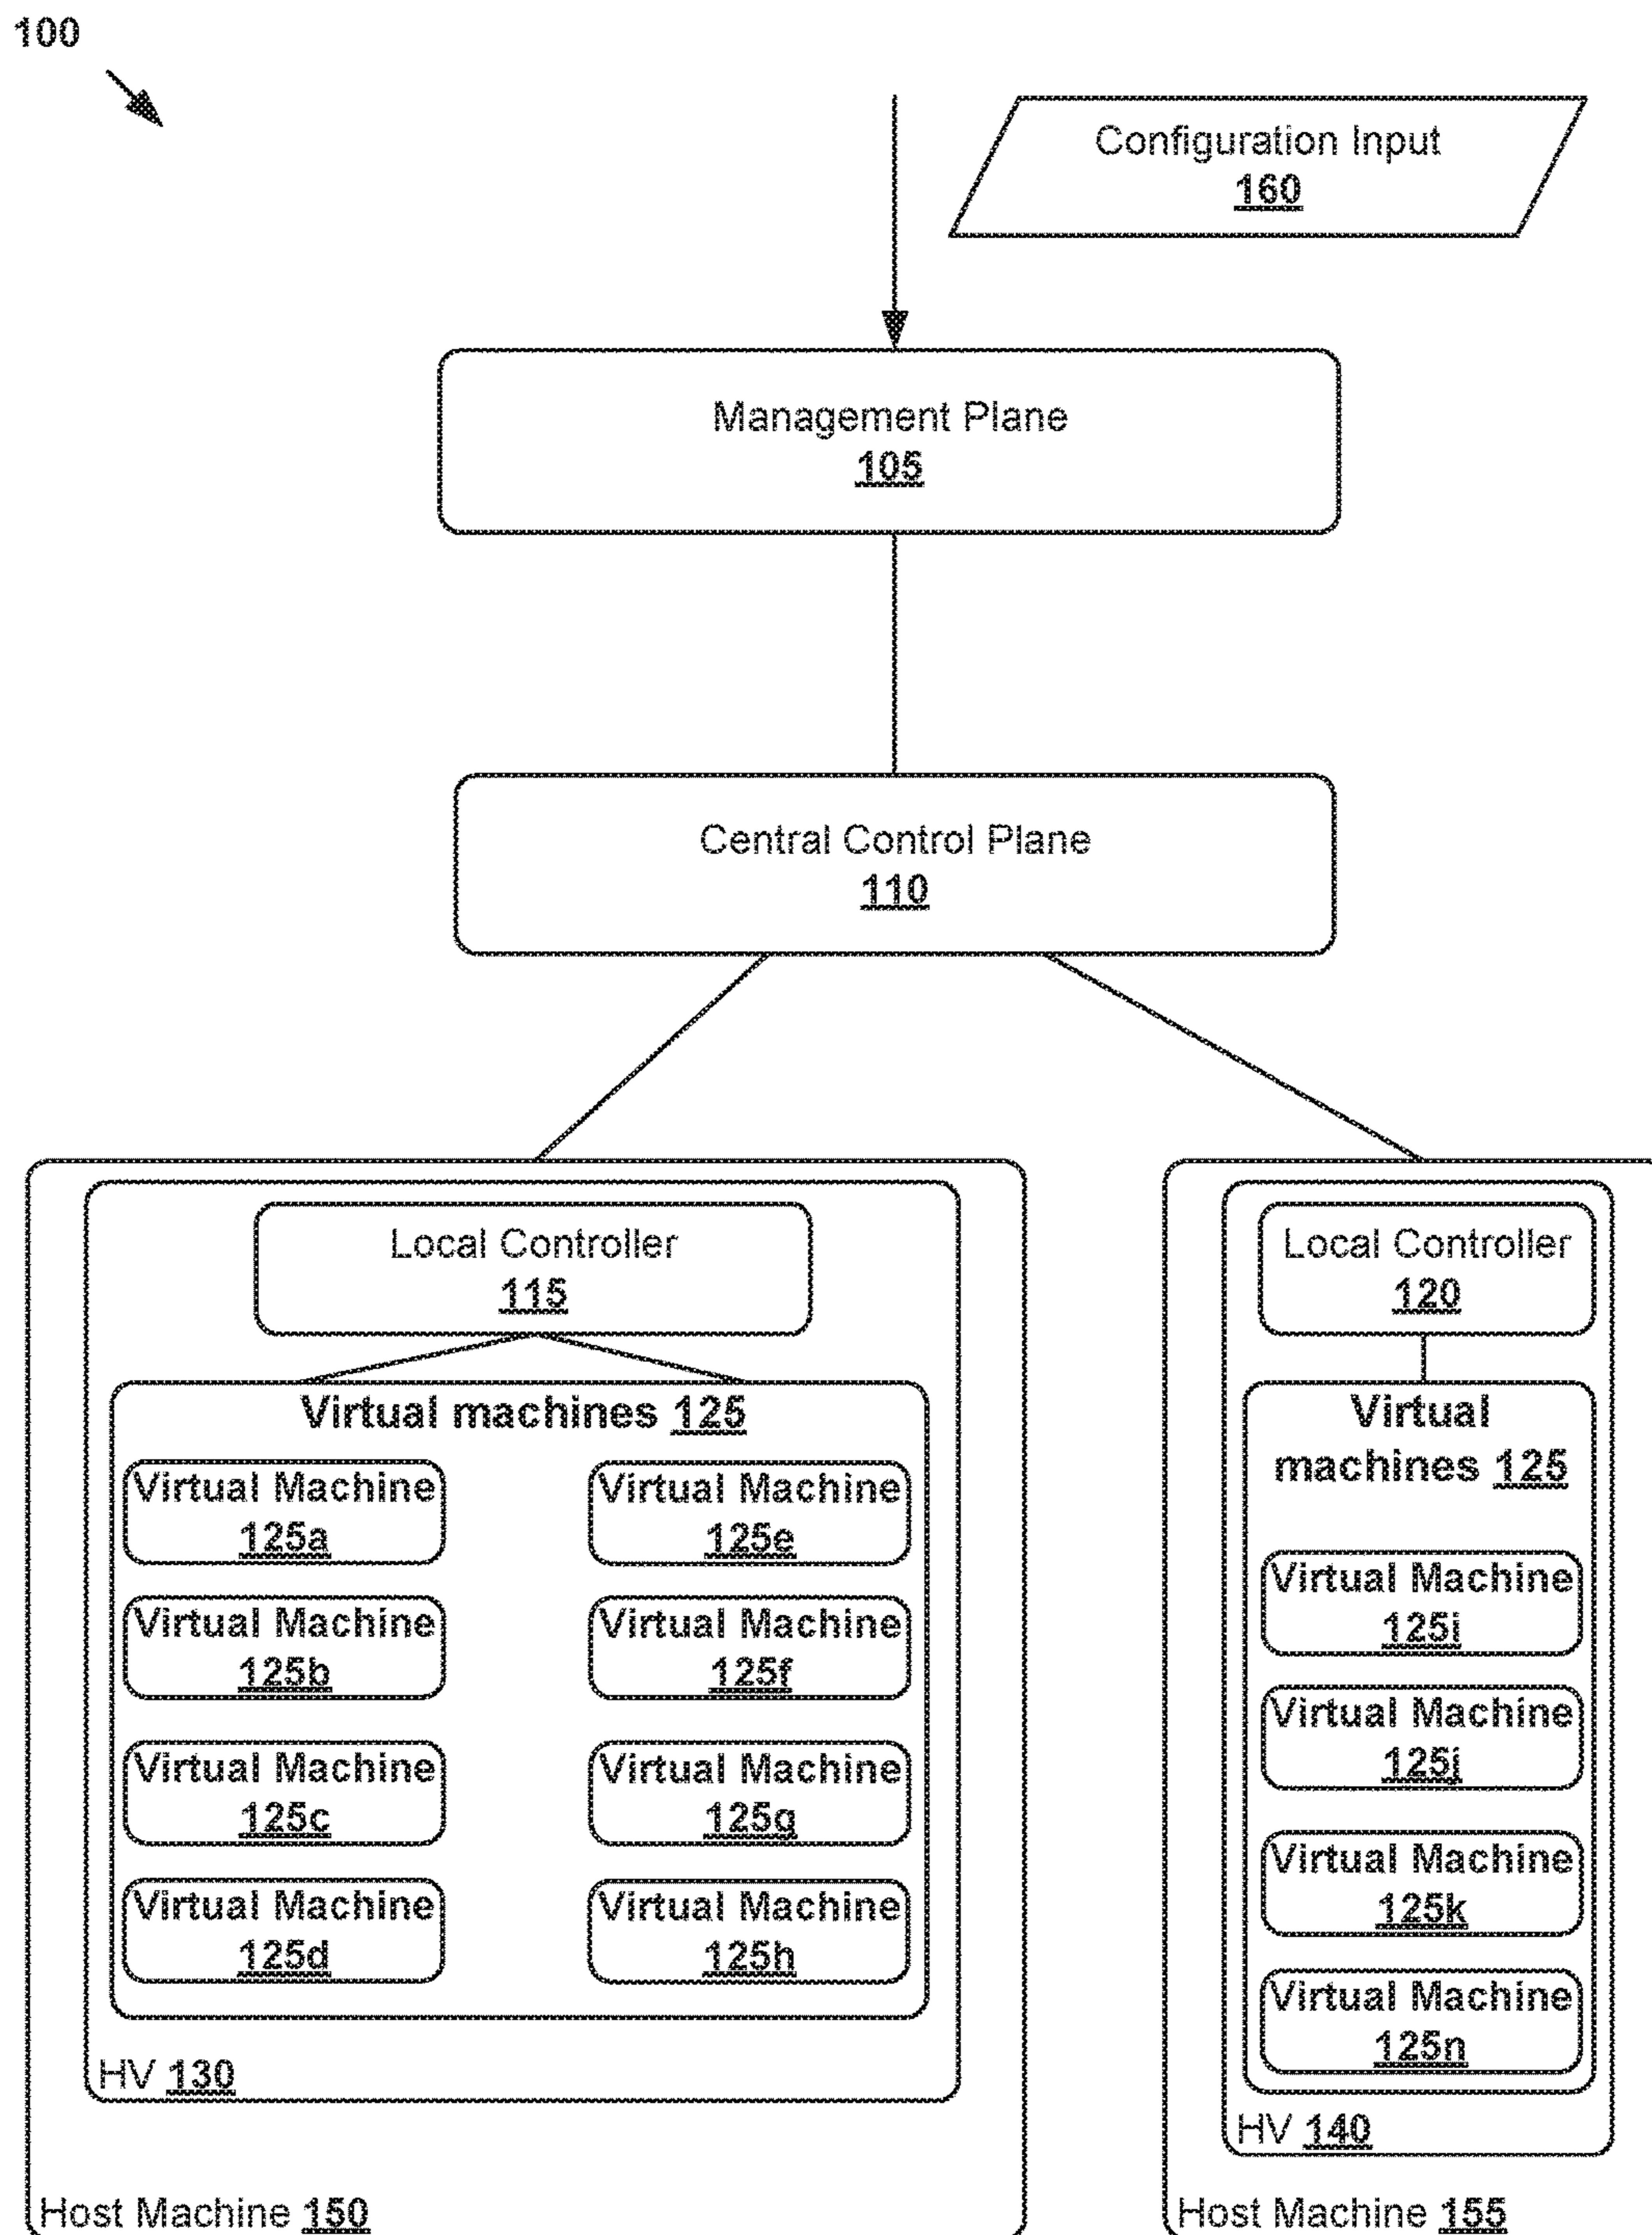 100
Configuration Input
160
Management Plane
105
Central Control Plane
110
Local Controller
115
Virtual machines 125
Virtual Machine
125a
Virtual Machine
125b
Virtual Machine
125c
Virtual Machine
125d
Virtual Machine
125e
Virtual Machine
125f
Virtual Machine
125g
Virtual Machine
125h
HV 130
Host Machine 150
Local Controller
120
Virtual
machines 125
Virtual Machine
125i
Virtual Machine
125j
Virtual Machine
125k
Virtual Machine
125n
HV 140
Host Machine 155